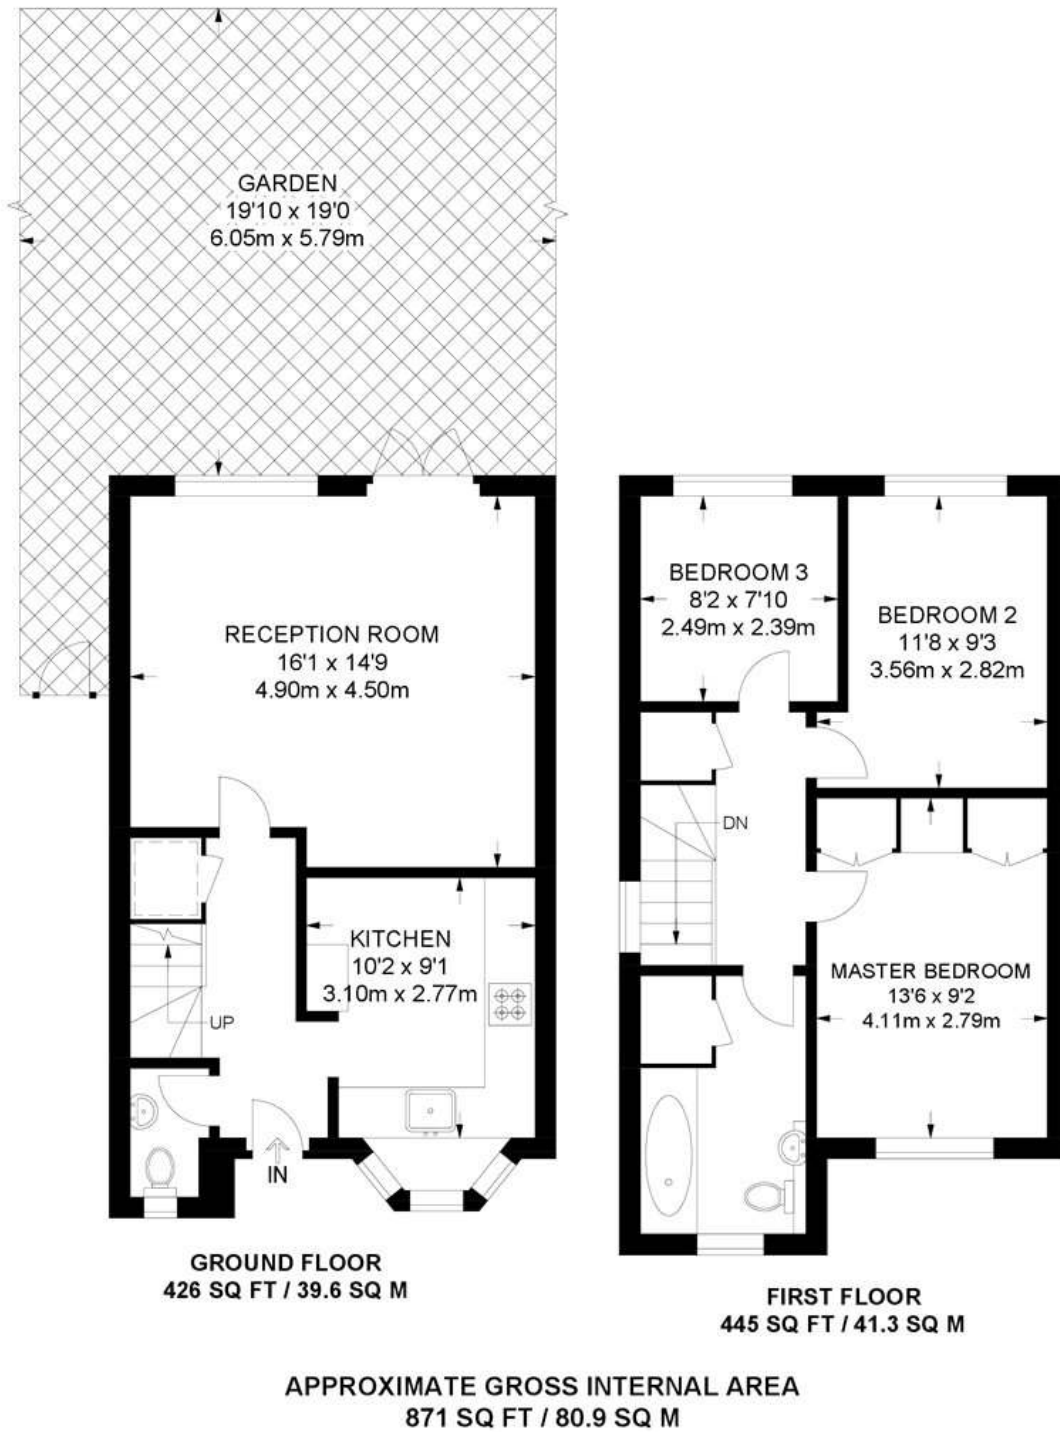 GARDEN
19'10 x 19'0
6.05m x 5.79m
RECEPTION ROOM
16'1 x 14'9
4.90m x 4.50m
KITCHEN
10'2 x 9'1
3.10m x 2.77m
UP
IN
GROUND FLOOR
426 SQ FT / 39.6 SQ M
BEDROOM 3
8'2 x 7'10
2.49m x 2.39m
BEDROOM 2
11'8 x 9'3
3.56m x 2.82m
DN
MASTER BEDROOM
13'6 x 9'2
4.11m x 2.79m
FIRST FLOOR
445 SQ FT / 41.3 SQ M
APPROXIMATE GROSS INTERNAL AREA
871 SQ FT / 80.9 SQ M